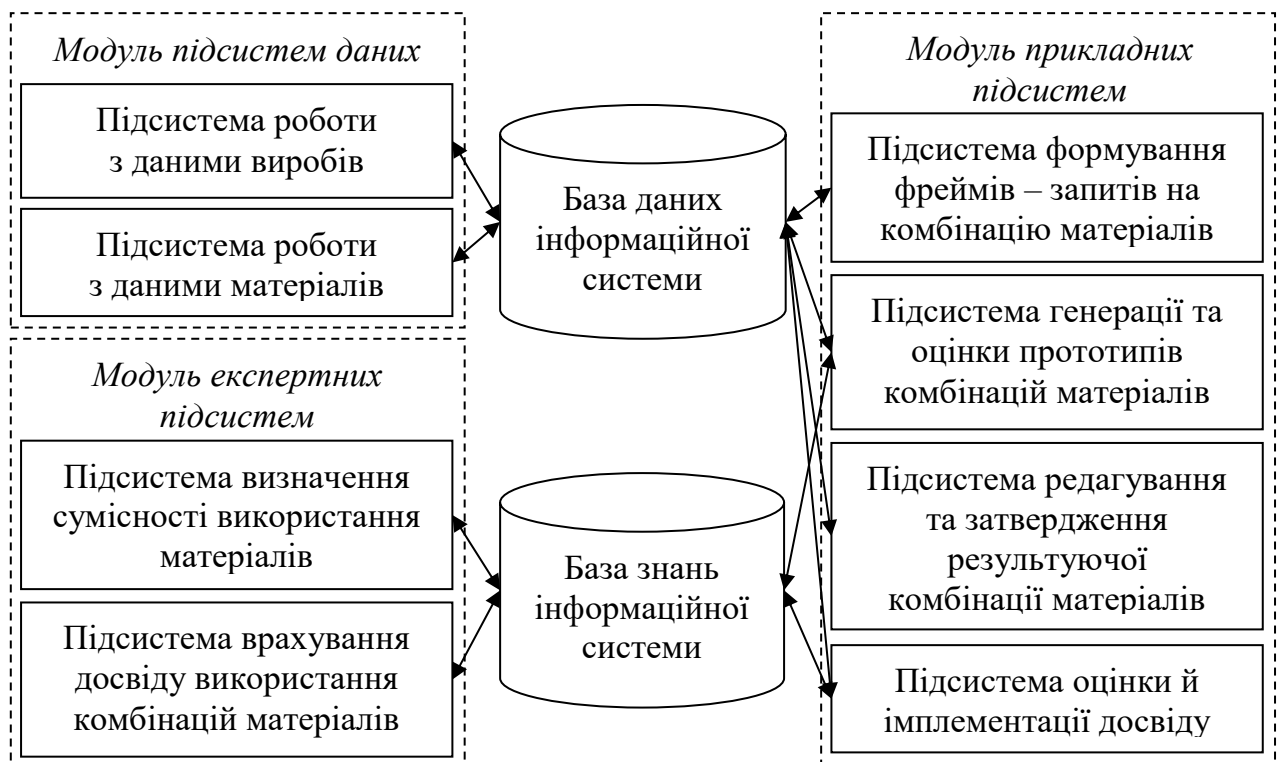 Модуль підсистем даних
Підсистема роботи
з даними виробів
Підсистема роботи
з даними матеріалів
Модуль експертних
підсистем
Підсистема визначення
сумісності використання
матеріалів
Підсистема врахування
досвіду використання
комбінацій матеріалів
База даних
інформаційної
системи
База знань
інформаційної
системи
Модуль прикладних
підсистем
Підсистема формування
фреймів – запитів на
комбінацію матеріалів
Підсистема генерації та
оцінки прототипів
комбінацій матеріалів
Підсистема редагування
та затвердження
результуючої
комбінації матеріалів
Підсистема оцінки й
імплементації досвіду